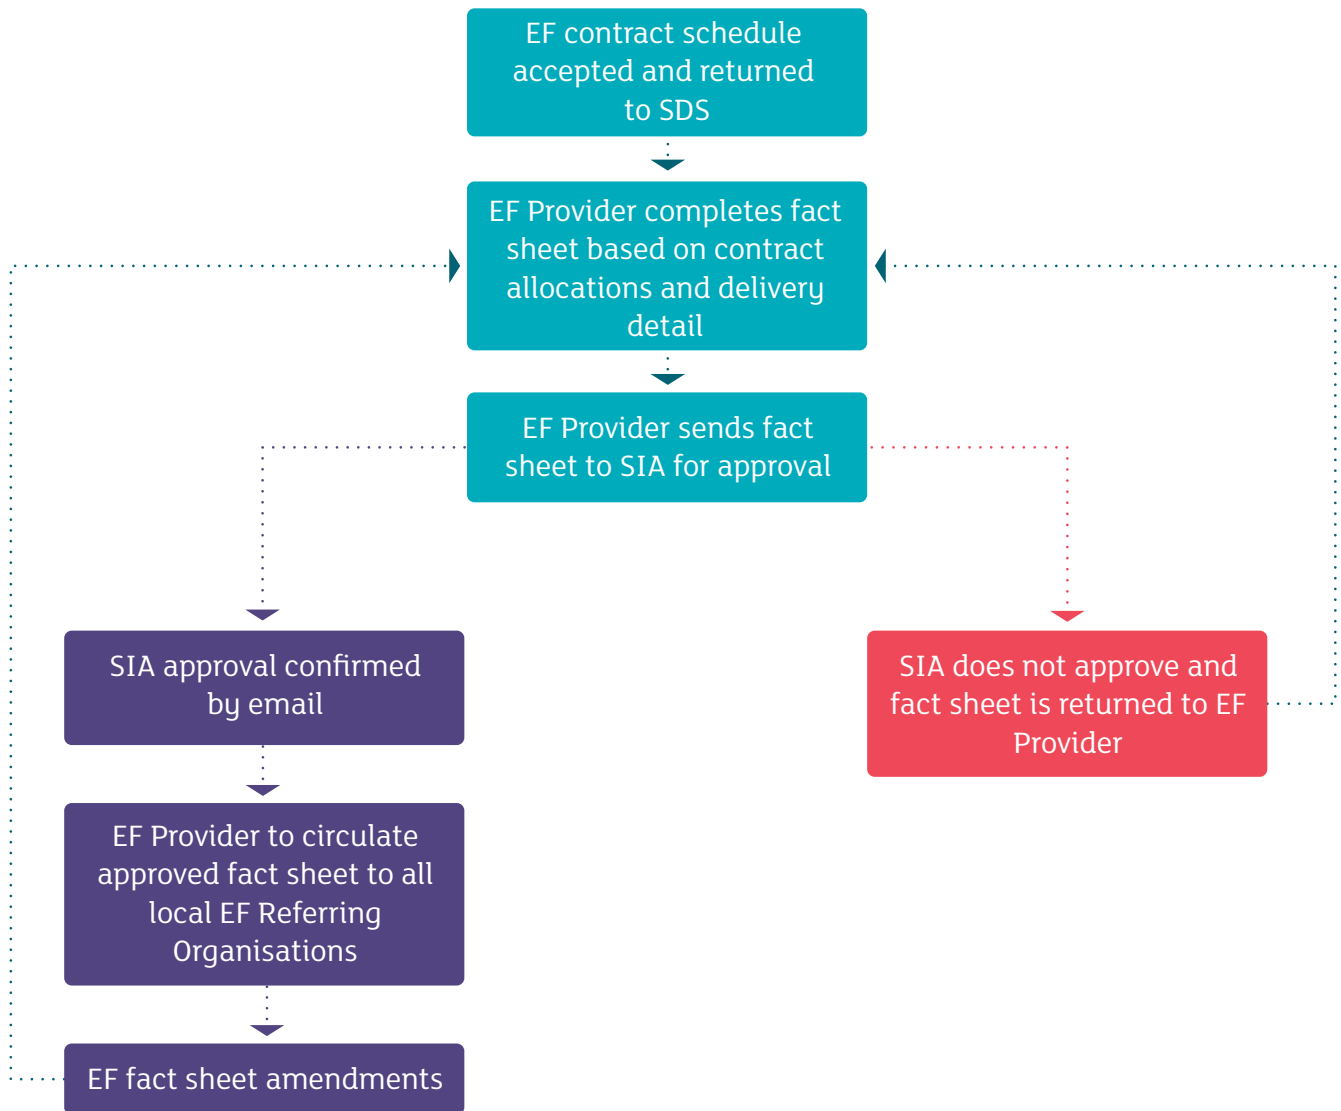 EF contract schedule
accepted and returned
to SDS
EF Provider completes fact
sheet based on contract
allocations and delivery
detail
EF Provider sends fact
sheet to SIA for approval
SIA approval confirmed
by email
SIA does not approve and
fact sheet is returned to EF
Provider
EF Provider to circulate
approved fact sheet to all
local EF Referring
Organisations
EF fact sheet amendments